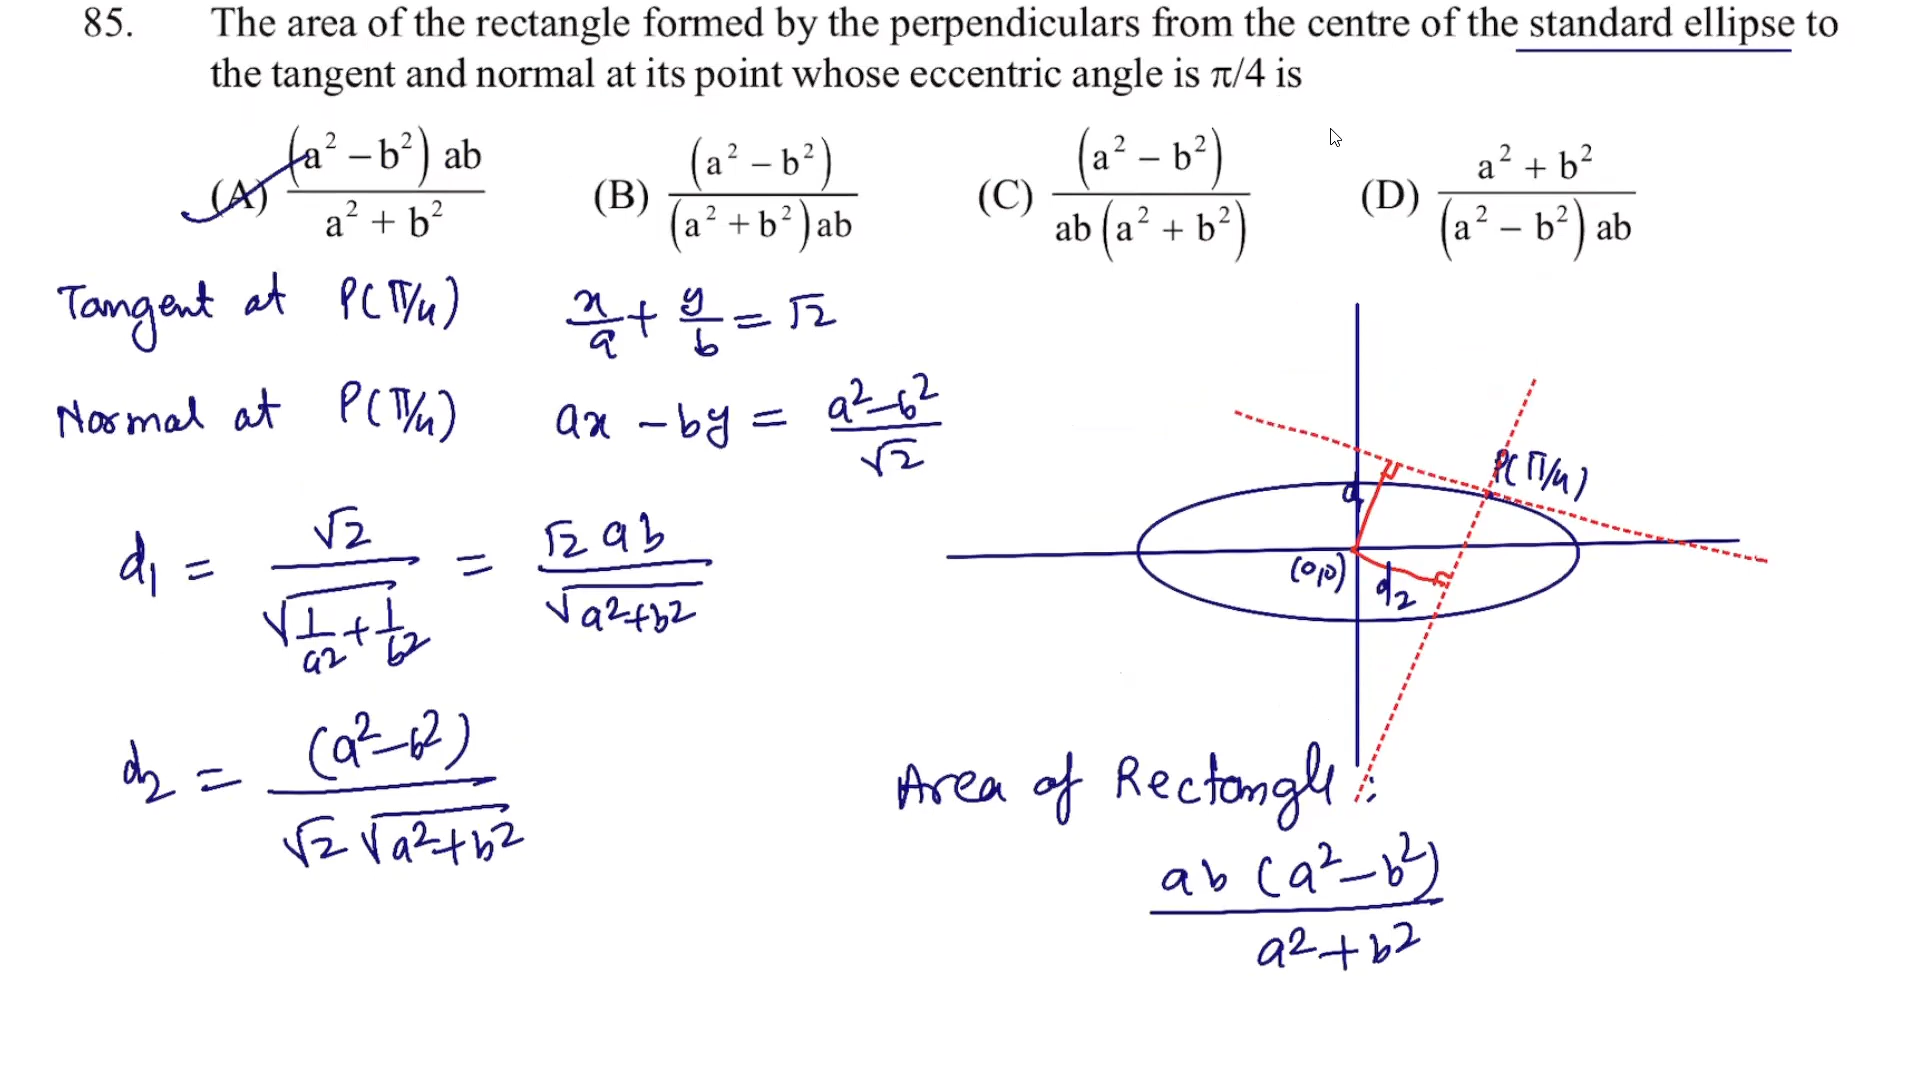 85. The area of the rectangle formed by the perpendiculars from the centre of the standard ellipse to
the tangent and normal at its point whose eccentric angle is π/4 is
(A) (a² – b²) ab / a² + b² (B) (a² – b²) / (a² + b²) ab (C) (a² – b²) / ab (a² + b²) (D) a² + b² / (a² – b²) ab
Tangent at P(π/4) x/a + y/b = √2
Normal at P(π/4) ax – by = a²–b² / √2
P(π/4)
d
(0,0) d₂
d₁ = √2 / √(1/a2 + 1/b2) = √2 ab / √(a2+b2)
d₂ = (a²–b²) / √2 √(a²+b²)
Area of Rectangle :
ab (a²–b²) / a²+b²